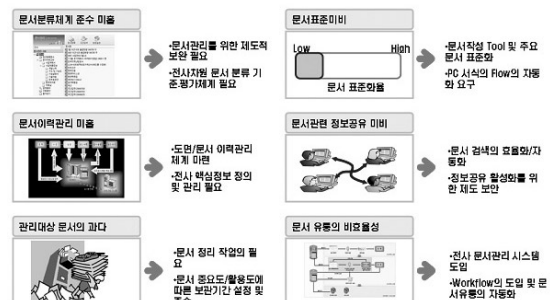 문서분류체계 준수 미흡
•문서관리를 위한 제도적
보완 필요
•전사차원 문서 분류 기
준,평가체계 필요
문서표준미비
Low High
문서 표준화율
•문서작성 Tool 및 주요
문서 표준화
•PC 서식의 Flow의 자동
화 요구
문서이력관리 미흡
•도면/문서 이력관리
체계 마련
•전사 핵심정보 정의
및 관리 필요
문서관련 정보공유 미비
•문서 검색의 효율화/자
동화
•정보공유 활성화를 위
한 제도 보안
관리대상 문서의 과다
•문서 정리 작업의 필
요
•문서 중요도/활용도에
따른 보관기간 설정 및
문서 유통의 비효율성
•전사 문서관리 시스템
도입
•Workflow의 도입 및 문
서유통의 자동화